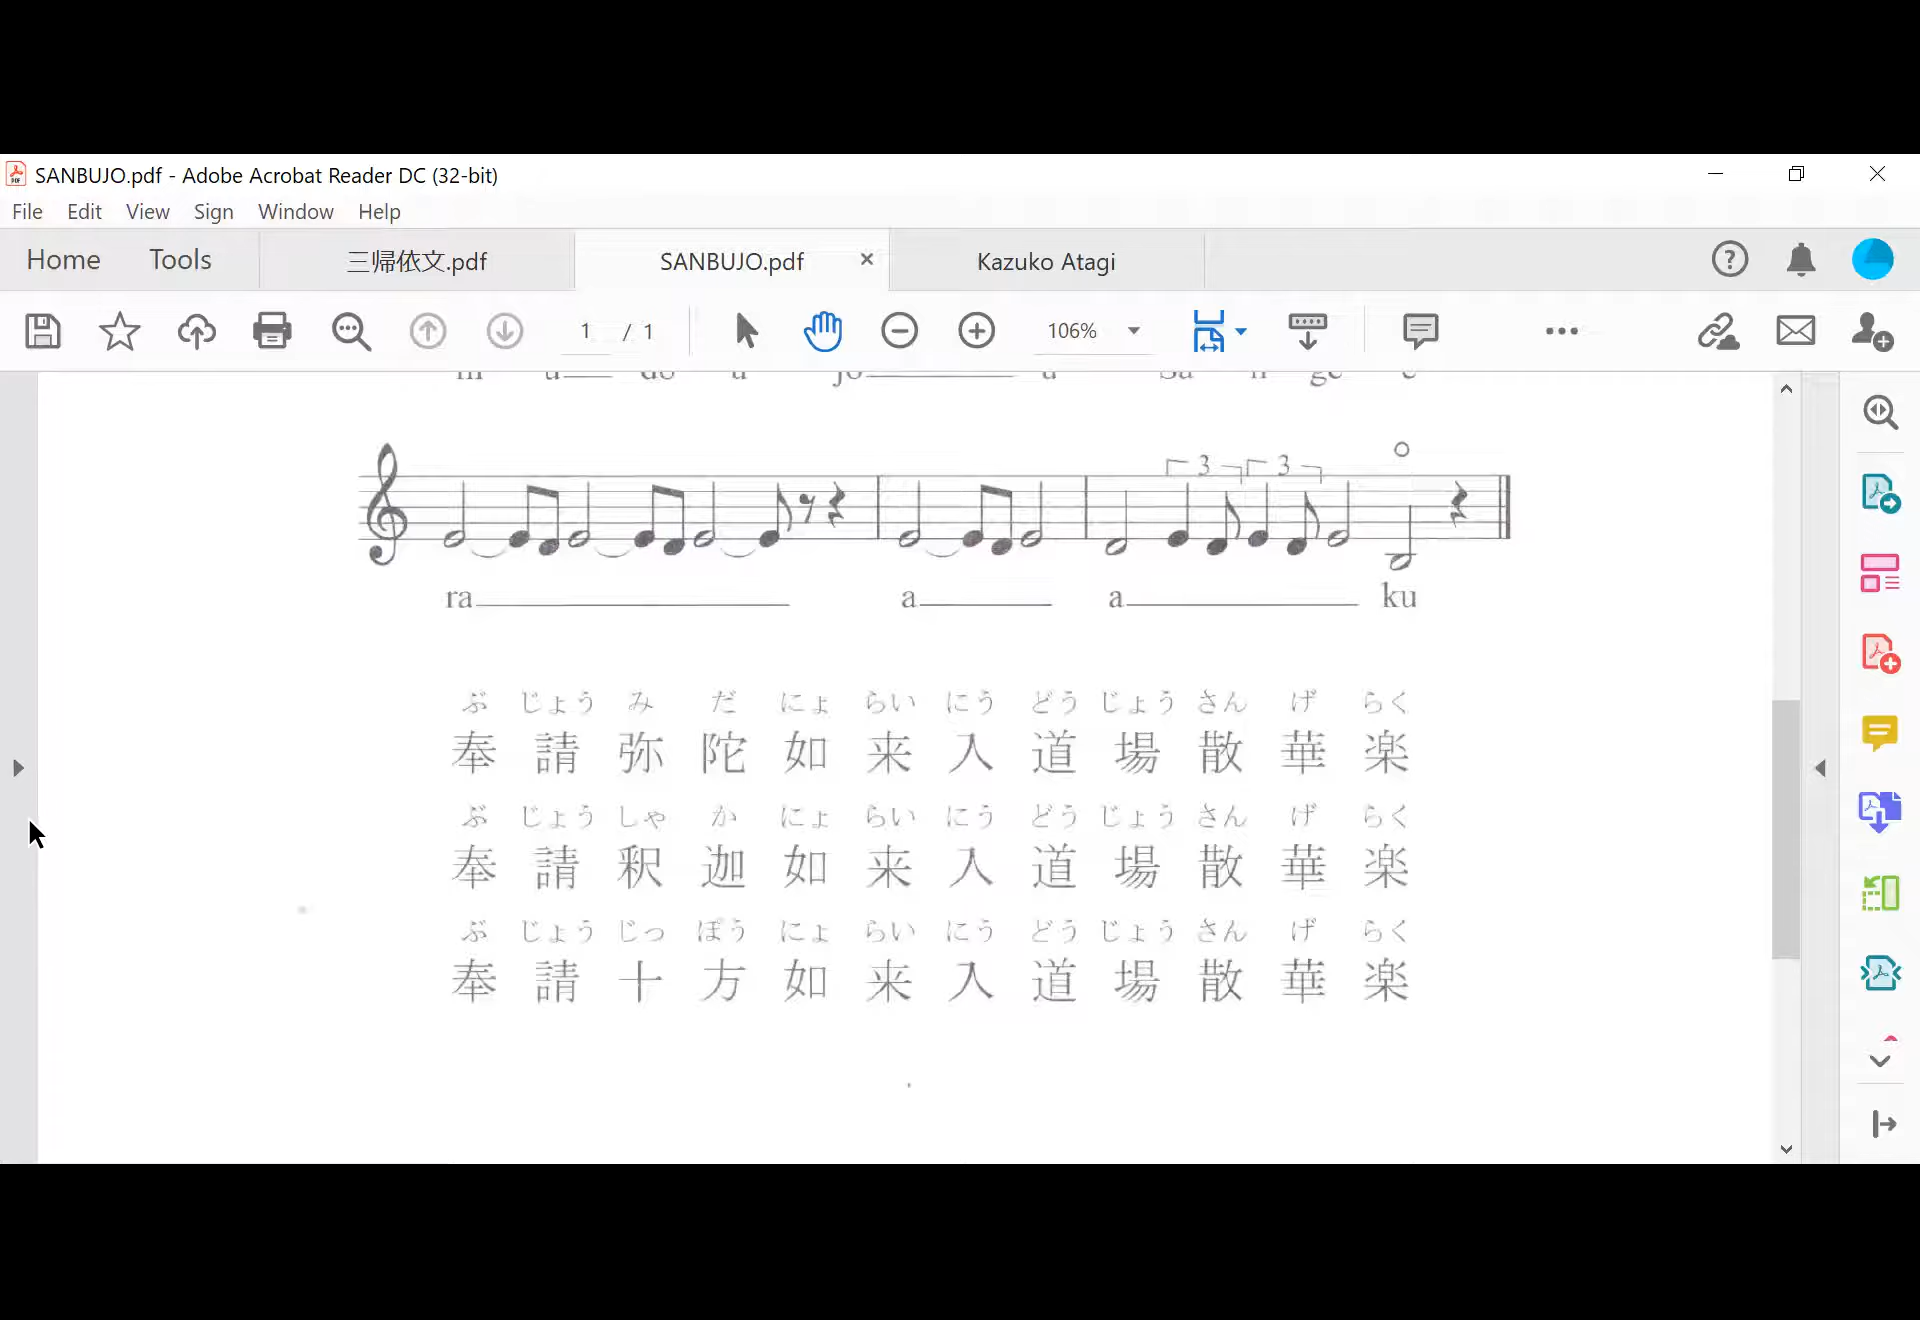 SANBUJO.pdf - Adobe Acrobat Reader DC (32-bit)
File Edit View Sign Window Help
Home Tools 三帰依文.pdf SANBUJO.pdf × Kazuko Atagi
1 / 1 106%
3 3
ra a a ku
ぶ じょう み だ にょ らい にう どう じょう さん げ らく
奉 請 弥 陀 如 来 入 道 場 散 華 楽
ぶ じょう しゃ か にょ らい にう どう じょう さん げ らく
奉 請 釈 迦 如 来 入 道 場 散 華 楽
ぶ じょう じっ ぽう にょ らい にう どう じょう さん げ らく
奉 請 十 方 如 来 入 道 場 散 華 楽